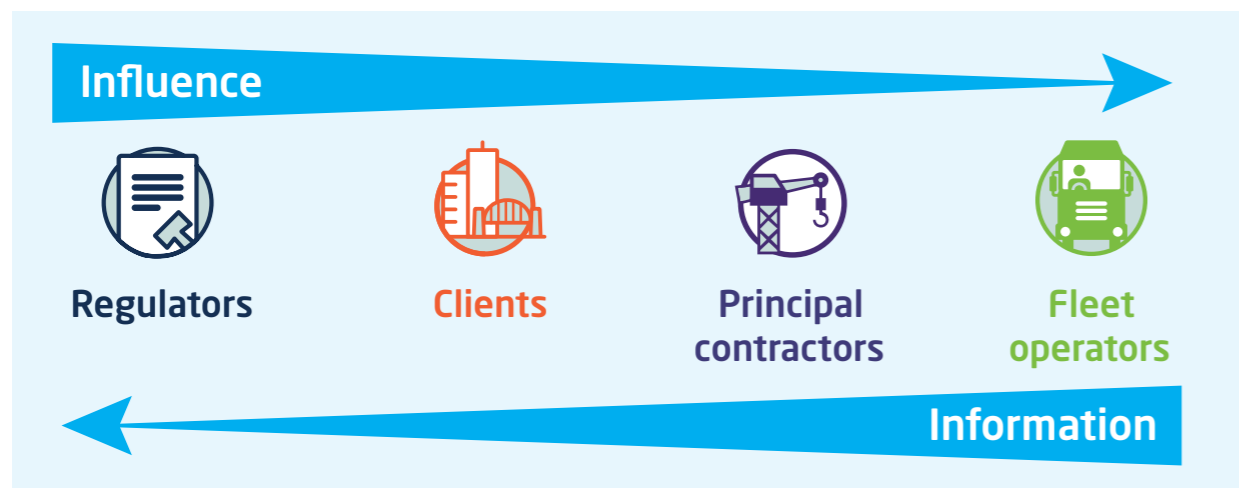 Influence
Regulators
Clients
Principal
contractors
Fleet
operators
Information